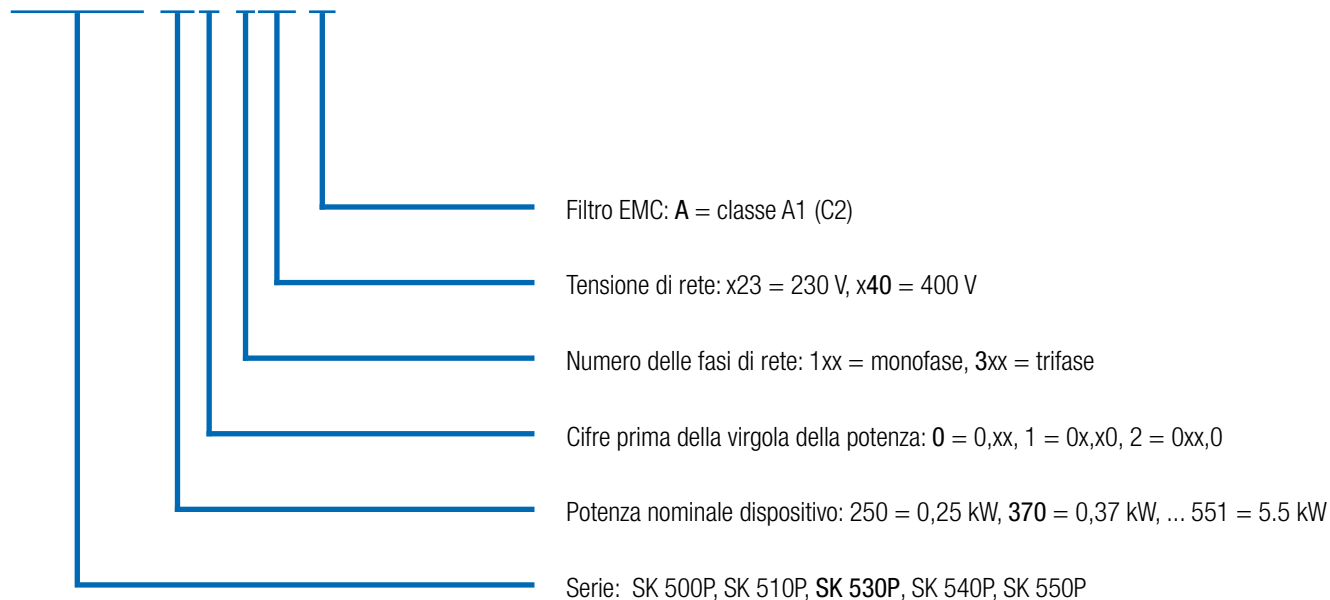 Filtro EMC: A = classe A1 (C2)
Tensione di rete: x23 = 230 V, x40 = 400 V
Numero delle fasi di rete: 1xx = monofase, 3xx = trifase
Cifre prima della virgola della potenza: 0 = 0,xx, 1 = 0x,x0, 2 = 0xx,0
Potenza nominale dispositivo: 250 = 0,25 kW, 370 = 0,37 kW, ... 551 = 5.5 kW
Serie: SK 500P, SK 510P, SK 530P, SK 540P, SK 550P